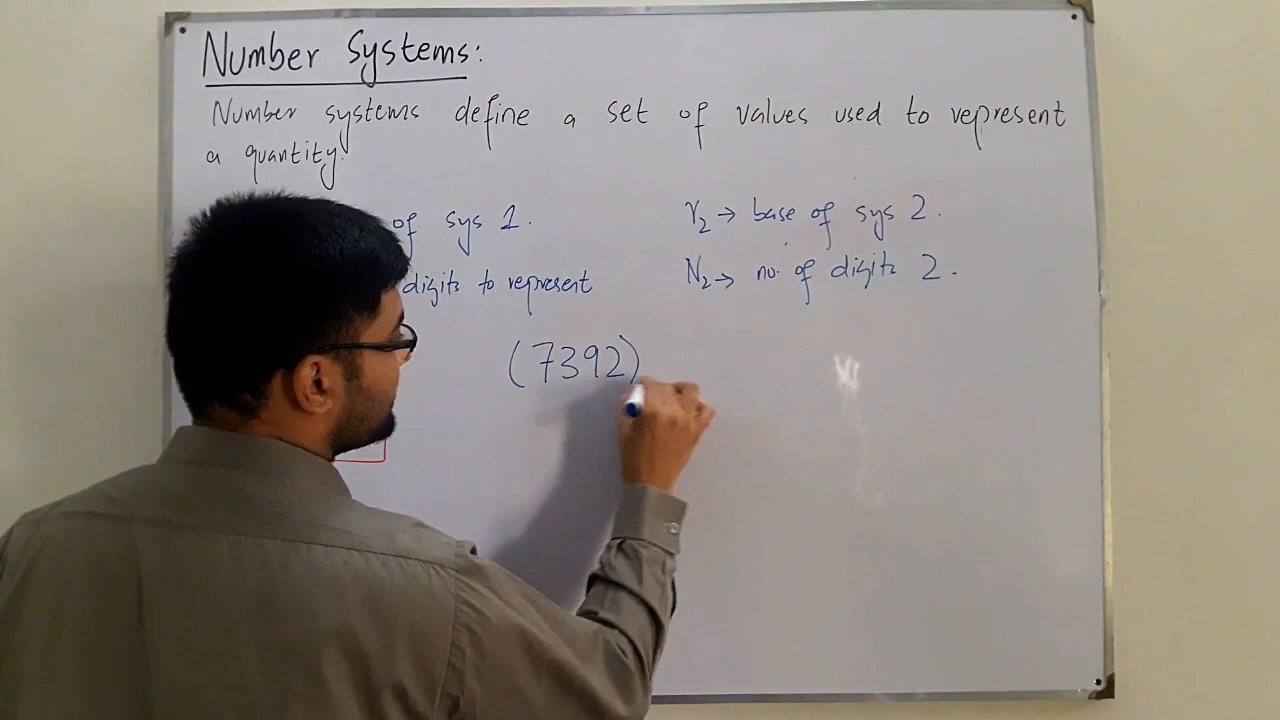 Number Systems:
Number systems define a set of values used to represent
a quantity.
of sys 1.
r₂ → base of sys 2.
digits to represent
N₂ → no. of digits 2.
(7392)